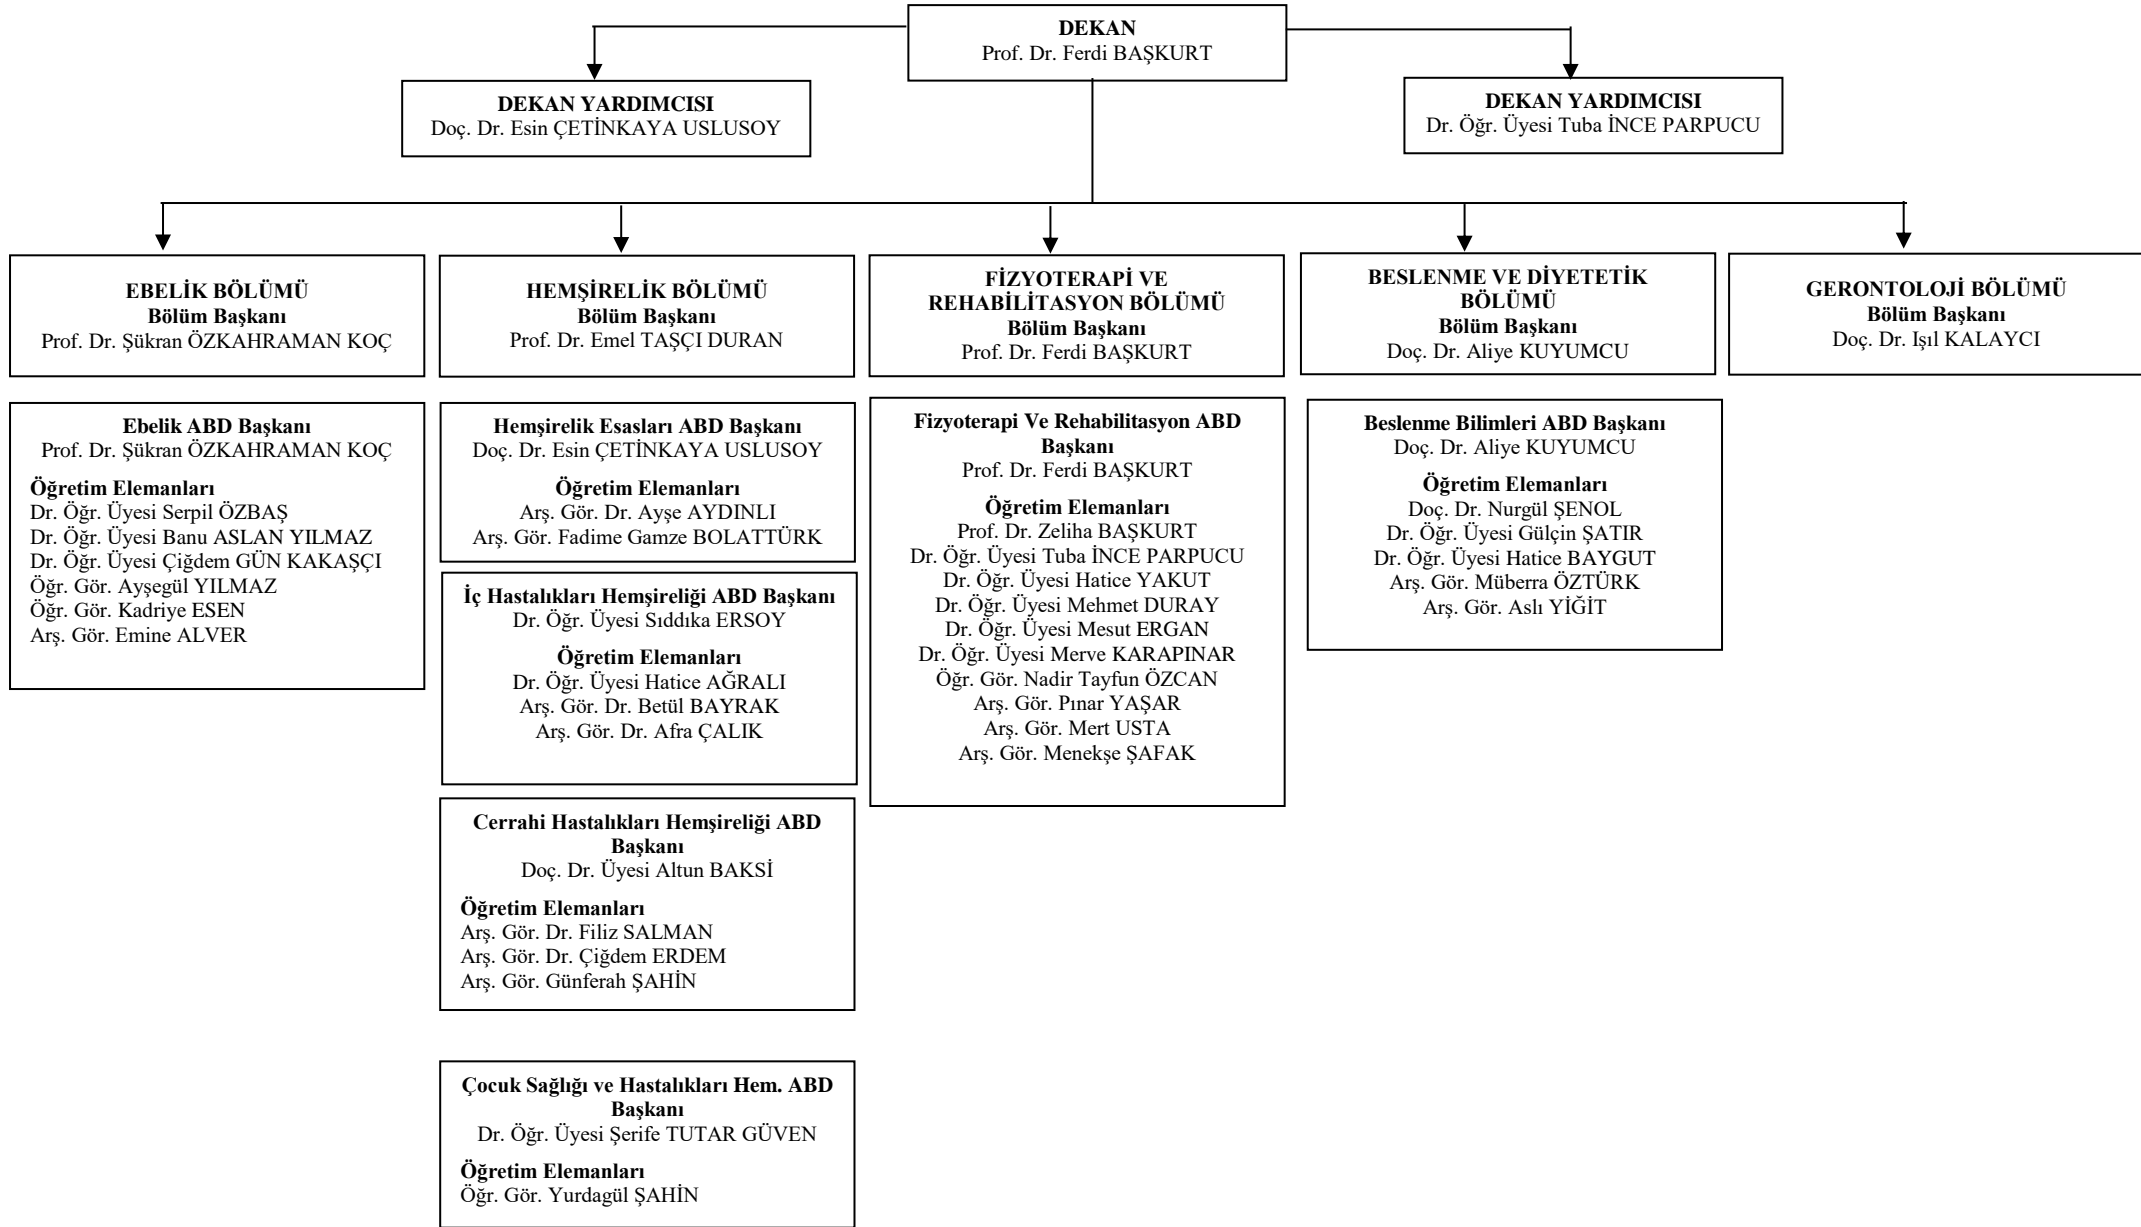 DEKAN
Prof. Dr. Ferdi BAŞKURT
DEKAN YARDIMCISI
Doç. Dr. Esin ÇETİNKAYA USLUSOY
DEKAN YARDIMCISI
Dr. Öğr. Üyesi Tuba İNCE PARPUCU
EBELİK BÖLÜMÜ
Bölüm Başkanı
Prof. Dr. Şükran ÖZKAHRAMAN KOÇ
HEMŞİRELİK BÖLÜMÜ
Bölüm Başkanı
Prof. Dr. Emel TAŞÇI DURAN
FİZYOTERAPİ VE
REHABİLİTASYON BÖLÜMÜ
Bölüm Başkanı
Prof. Dr. Ferdi BAŞKURT
BESLENME VE DİYETETİK
BÖLÜMÜ
Bölüm Başkanı
Doç. Dr. Aliye KUYUMCU
GERONTOLOJİ BÖLÜMÜ
Bölüm Başkanı
Doç. Dr. Işıl KALAYCI
Ebelik ABD Başkanı
Prof. Dr. Şükran ÖZKAHRAMAN KOÇ
Öğretim Elemanları
Dr. Öğr. Üyesi Serpil ÖZBAŞ
Dr. Öğr. Üyesi Banu ASLAN YILMAZ
Dr. Öğr. Üyesi Çiğdem GÜN KAKAŞÇI
Öğr. Gör. Ayşegül YILMAZ
Öğr. Gör. Kadriye ESEN
Arş. Gör. Emine ALVER
Hemşirelik Esasları ABD Başkanı
Doç. Dr. Esin ÇETİNKAYA USLUSOY
Öğretim Elemanları
Arş. Gör. Dr. Ayşe AYDINLI
Arş. Gör. Fadime Gamze BOLATTÜRK
İç Hastalıkları Hemşireliği ABD Başkanı
Dr. Öğr. Üyesi Sıddıka ERSOY
Öğretim Elemanları
Dr. Öğr. Üyesi Hatice AĞRALI
Arş. Gör. Dr. Betül BAYRAK
Arş. Gör. Dr. Afra ÇALIK
Cerrahi Hastalıkları Hemşireliği ABD
Başkanı
Doç. Dr. Üyesi Altun BAKSİ
Öğretim Elemanları
Arş. Gör. Dr. Filiz SALMAN
Arş. Gör. Dr. Çiğdem ERDEM
Arş. Gör. Günferah ŞAHİN
Çocuk Sağlığı ve Hastalıkları Hem. ABD
Başkanı
Dr. Öğr. Üyesi Şerife TUTAR GÜVEN
Öğretim Elemanları
Öğr. Gör. Yurdagül ŞAHİN
Fizyoterapi Ve Rehabilitasyon ABD
Başkanı
Prof. Dr. Ferdi BAŞKURT
Öğretim Elemanları
Prof. Dr. Zeliha BAŞKURT
Dr. Öğr. Üyesi Tuba İNCE PARPUCU
Dr. Öğr. Üyesi Hatice YAKUT
Dr. Öğr. Üyesi Mehmet DURAY
Dr. Öğr. Üyesi Mesut ERGAN
Dr. Öğr. Üyesi Merve KARAPINAR
Öğr. Gör. Nadir Tayfun ÖZCAN
Arş. Gör. Pınar YAŞAR
Arş. Gör. Mert USTA
Arş. Gör. Menekşe ŞAFAK
Beslenme Bilimleri ABD Başkanı
Doç. Dr. Aliye KUYUMCU
Öğretim Elemanları
Doç. Dr. Nurgül ŞENOL
Dr. Öğr. Üyesi Gülçin ŞATIR
Dr. Öğr. Üyesi Hatice BAYGUT
Arş. Gör. Müberra ÖZTÜRK
Arş. Gör. Aslı YİĞİT